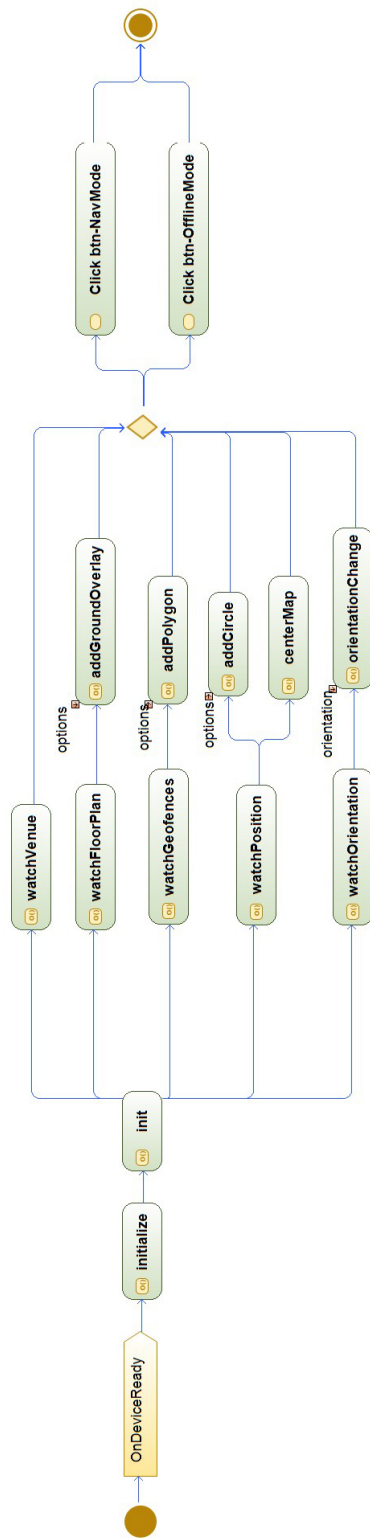 OnDeviceReady
initialize
init
watchVenue
watchFloorPlan
watchGeofences
watchPosition
watchOrientation
options
addGroundOverlay
options
addPolygon
options
addCircle
centerMap
orientation
orientationChange
Click btn-NavMode
Click btn-OfflineMode